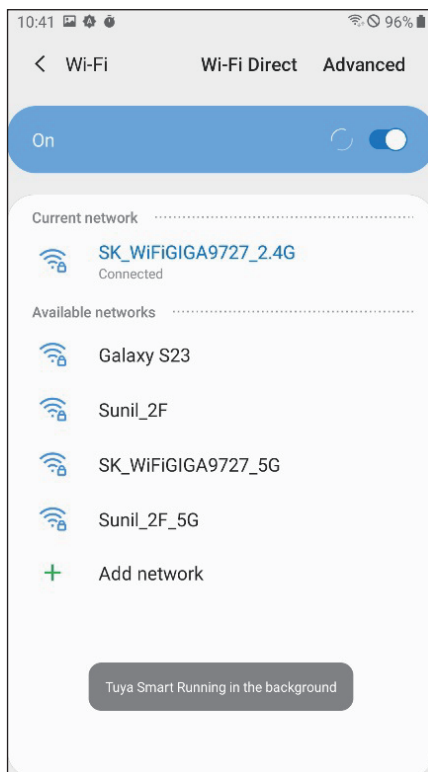 10:41 96%
Wi-Fi Wi-Fi Direct Advanced
On
Current network
SK_WiFiGIGA9727_2.4G
Connected
Available networks
Galaxy S23
Sunil_2F
SK_WiFiGIGA9727_5G
Sunil_2F_5G
Add network
Tuya Smart Running in the background